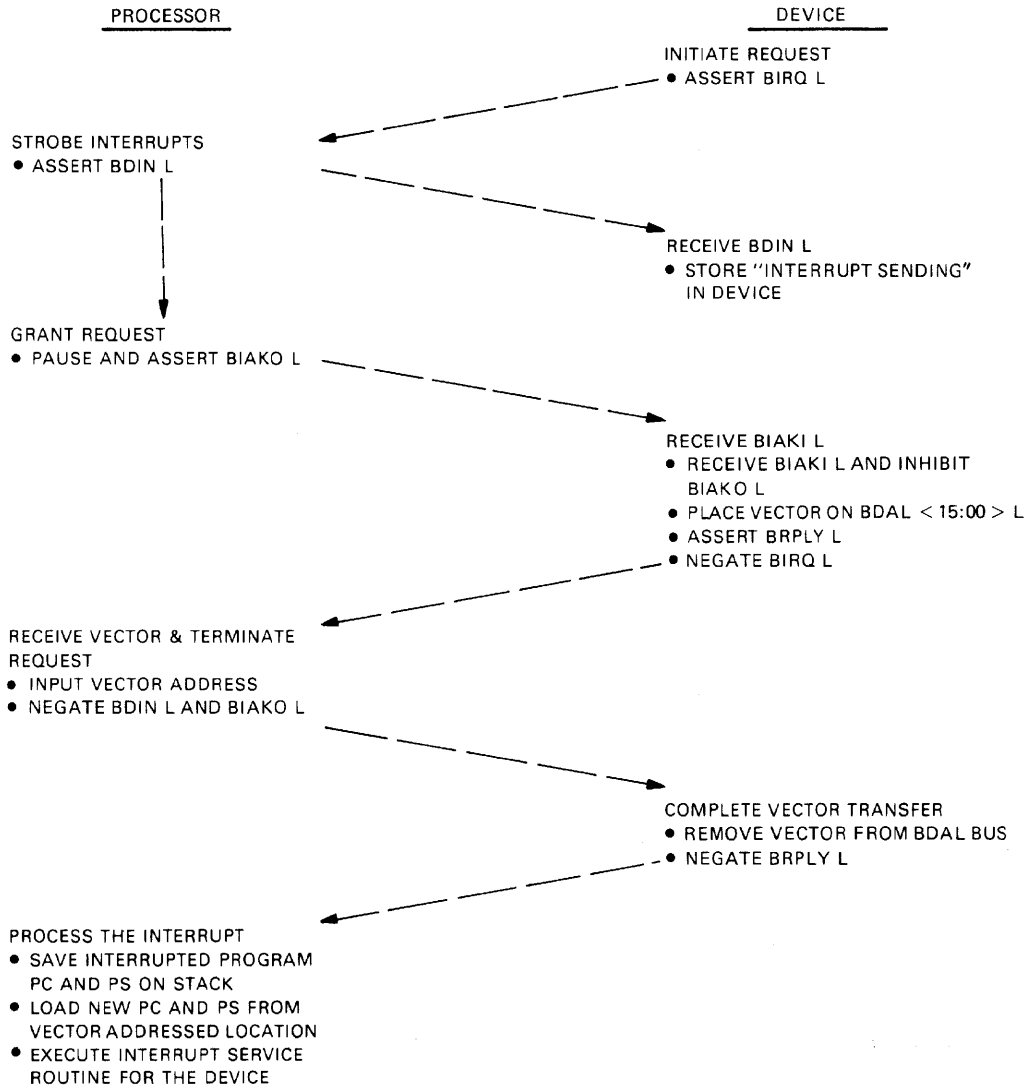 PROCESSOR
DEVICE
INITIATE REQUEST
• ASSERT BIRQ L
STROBE INTERRUPTS
• ASSERT BDIN L
RECEIVE BDIN L
• STORE "INTERRUPT SENDING"
IN DEVICE
GRANT REQUEST
• PAUSE AND ASSERT BIAKO L
RECEIVE BIAKI L
• RECEIVE BIAKI L AND INHIBIT
BIAKO L
• PLACE VECTOR ON BDAL < 15:00 > L
• ASSERT BRPLY L
• NEGATE BIRQ L
RECEIVE VECTOR & TERMINATE
REQUEST
• INPUT VECTOR ADDRESS
• NEGATE BDIN L AND BIAKO L
COMPLETE VECTOR TRANSFER
• REMOVE VECTOR FROM BDAL BUS
• NEGATE BRPLY L
PROCESS THE INTERRUPT
• SAVE INTERRUPTED PROGRAM
PC AND PS ON STACK
• LOAD NEW PC AND PS FROM
VECTOR ADDRESSED LOCATION
• EXECUTE INTERRUPT SERVICE
ROUTINE FOR THE DEVICE